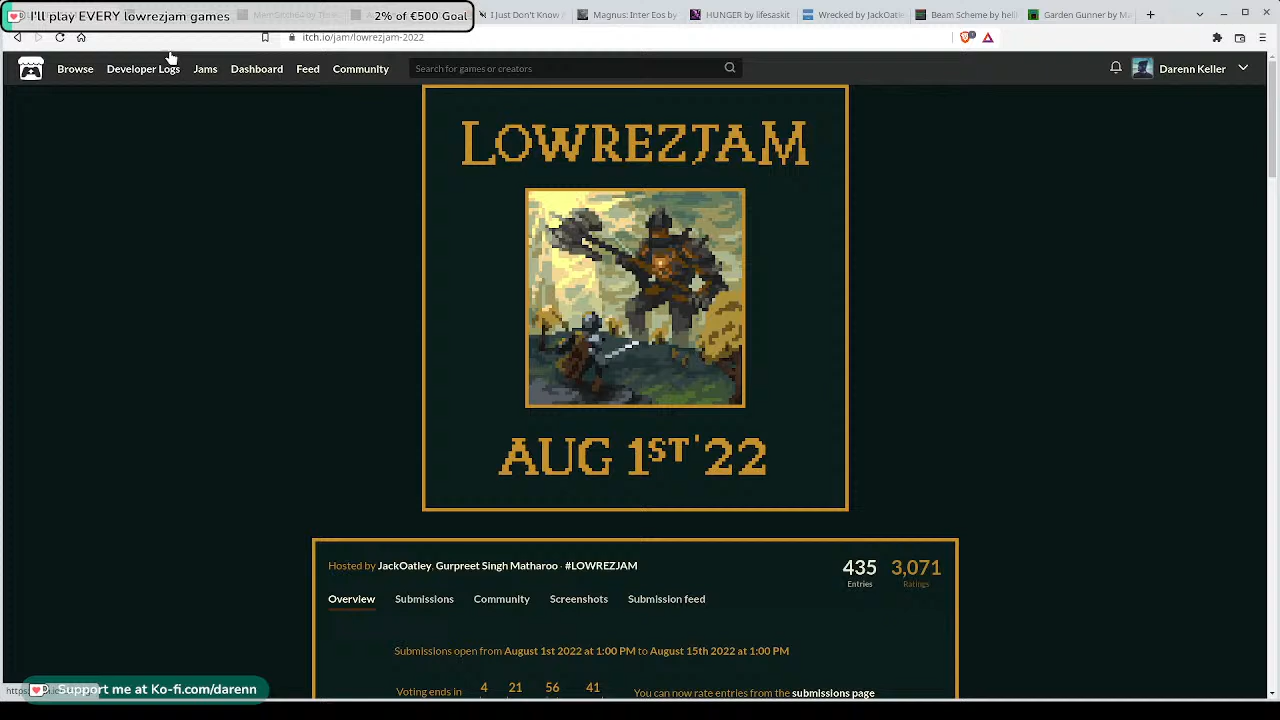 I'll play EVERY lowrezjam games 2% of €500 Goal
I Just Don't Know
Magnus: Inter Eos by
HUNGER by lifesaskit
Wrecked by JackOatle
Beam Scheme by helli
Garden Gunner by Ma
itch.io/jam/lowrezjam-2022
Browse Developer Logs Jams Dashboard Feed Community Search for games or creators Darenn Keller
LOWREZJAM
AUG 1ST '22
Hosted by JackOatley, Gurpreet Singh Matharoo · #LOWREZJAM
435 3,071
Entries Ratings
Overview Submissions Community Screenshots Submission feed
Submissions open from August 1st 2022 at 1:00 PM to August 15th 2022 at 1:00 PM
Voting ends in 4 21 56 41 You can now rate entries from the submissions page
Support me at Ko-fi.com/darenn